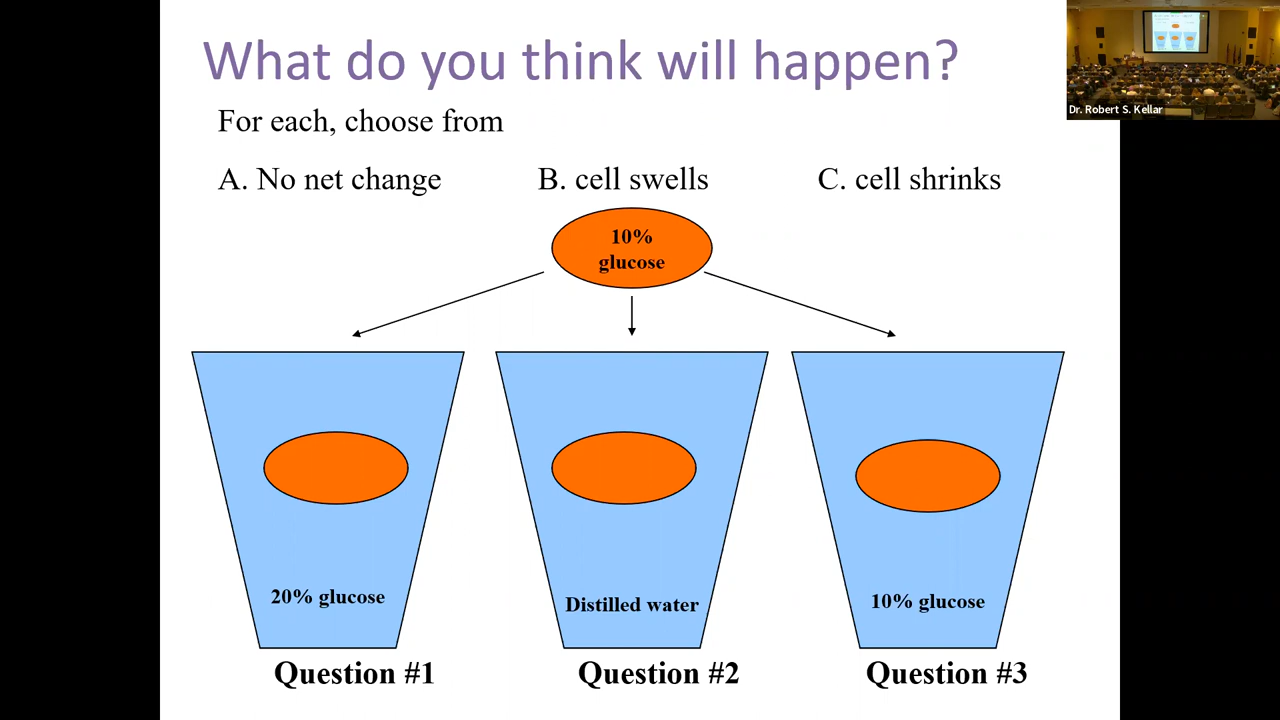 What do you think will happen?
For each, choose from
A. No net change
B. cell swells
C. cell shrinks
10%
glucose
20% glucose
Distilled water
10% glucose
Question #1
Question #2
Question #3
Dr. Robert S. Kellar